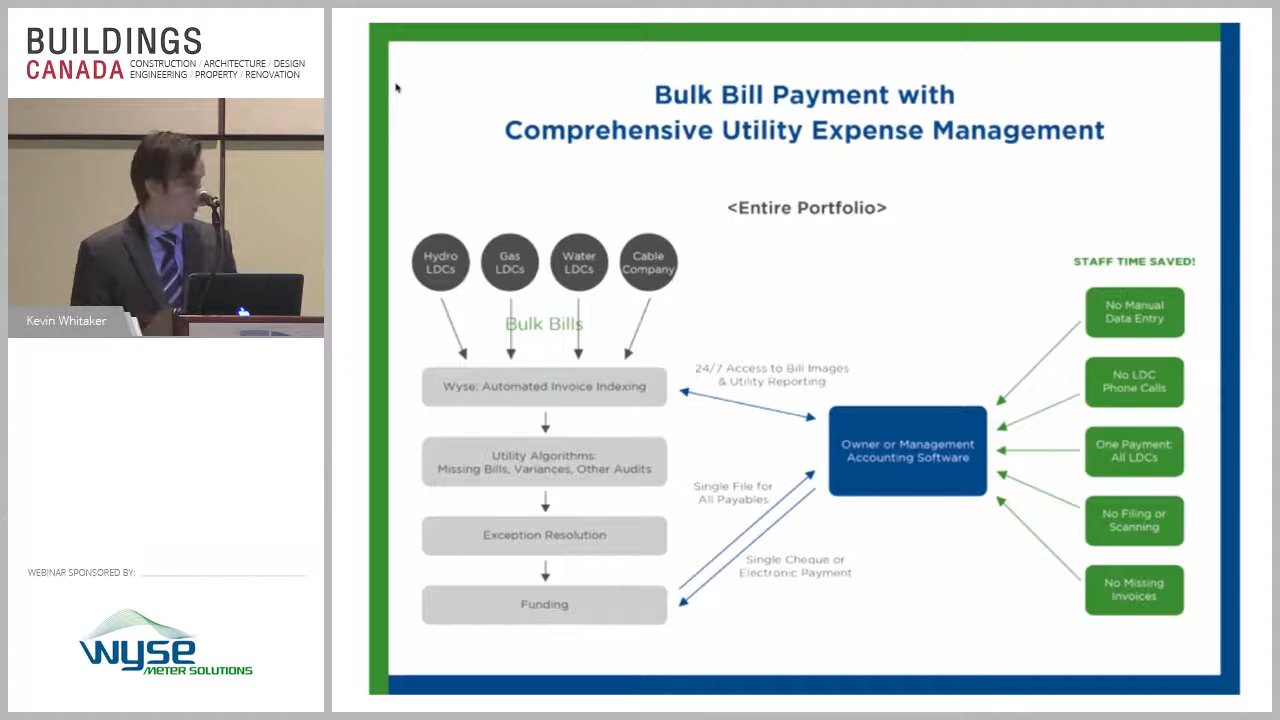 BUILDINGS
CANADA
CONSTRUCTION / ARCHITECTURE / DESIGN
ENGINEERING / PROPERTY / RENOVATION
Kevin Whitaker
WEBINAR SPONSORED BY:
wyse
METER SOLUTIONS
Bulk Bill Payment with
Comprehensive Utility Expense Management
<Entire Portfolio>
Hydro
LDCs
Gas
LDCs
Water
LDCs
Cable
Company
Bulk Bills
Wyse: Automated Invoice Indexing
Utility Algorithms:
Missing Bills, Variances, Other Audits
Exception Resolution
Funding
24/7 Access to Bill Images
& Utility Reporting
Single File for
All Payables
Single Cheque or
Electronic Payment
Owner or Management
Accounting Software
STAFF TIME SAVED!
No Manual
Data Entry
No LDC
Phone Calls
One Payment:
All LDCs
No Filing or
Scanning
No Missing
Invoices